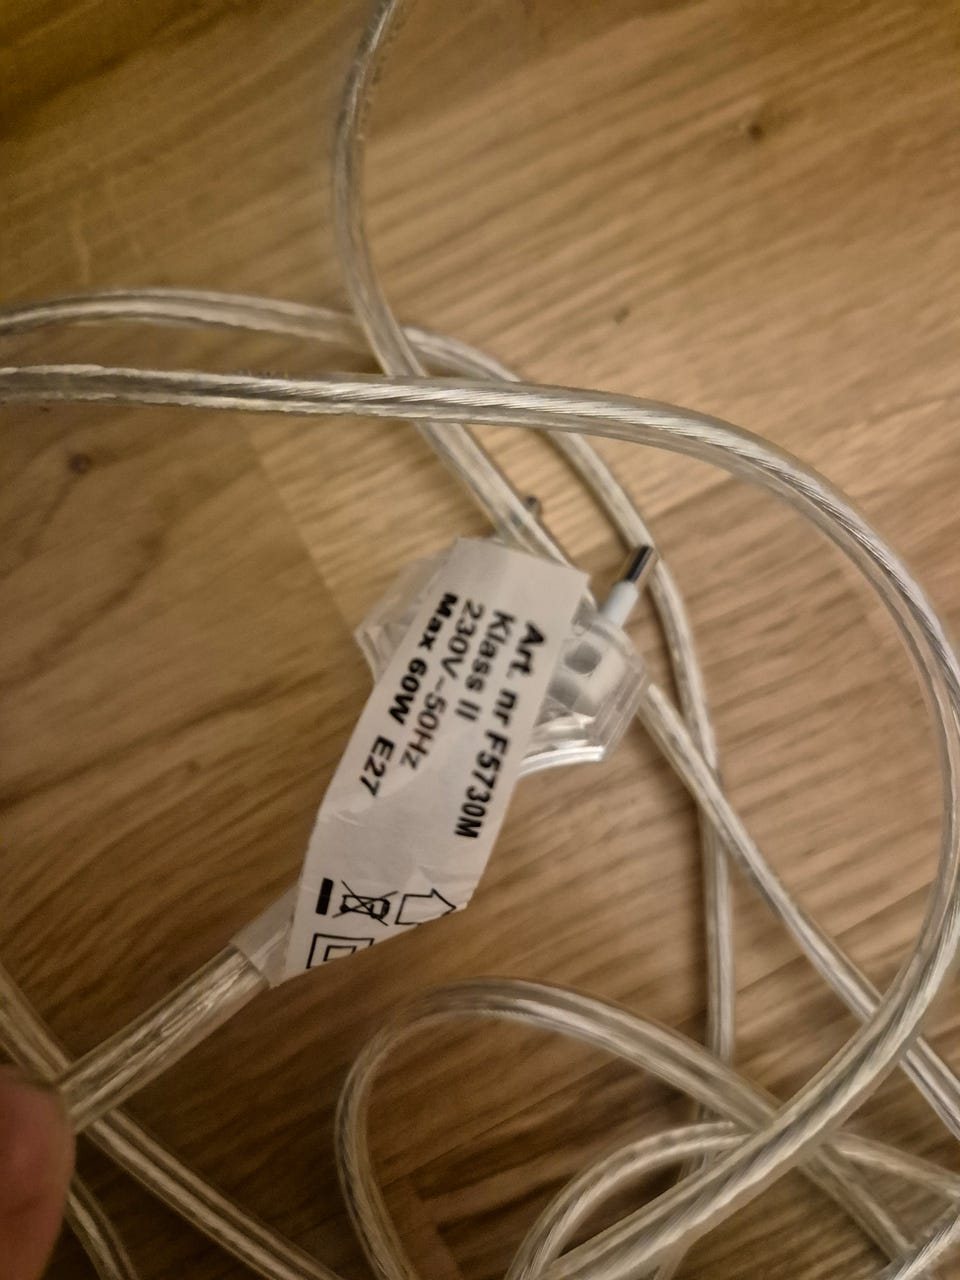 Art. nr F5730M
Klass II
230V~50Hz
Max 60W E27